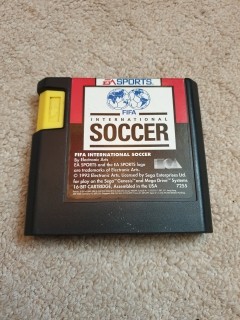 EA SPORTS
FIFA
INTERNATIONAL
SOCCER
FIFA INTERNATIONAL SOCCER
By Electronic Arts
EA SPORTS and the EA SPORTS logo
are trademarks of Electronic Arts.
© 1993 Electronic Arts. Licensed by Sega Enterprises Ltd.
for play on the Sega™ Genesis™ and Mega Drive™ Systems
16-BIT CARTRIDGE, Assembled in the USA 7255